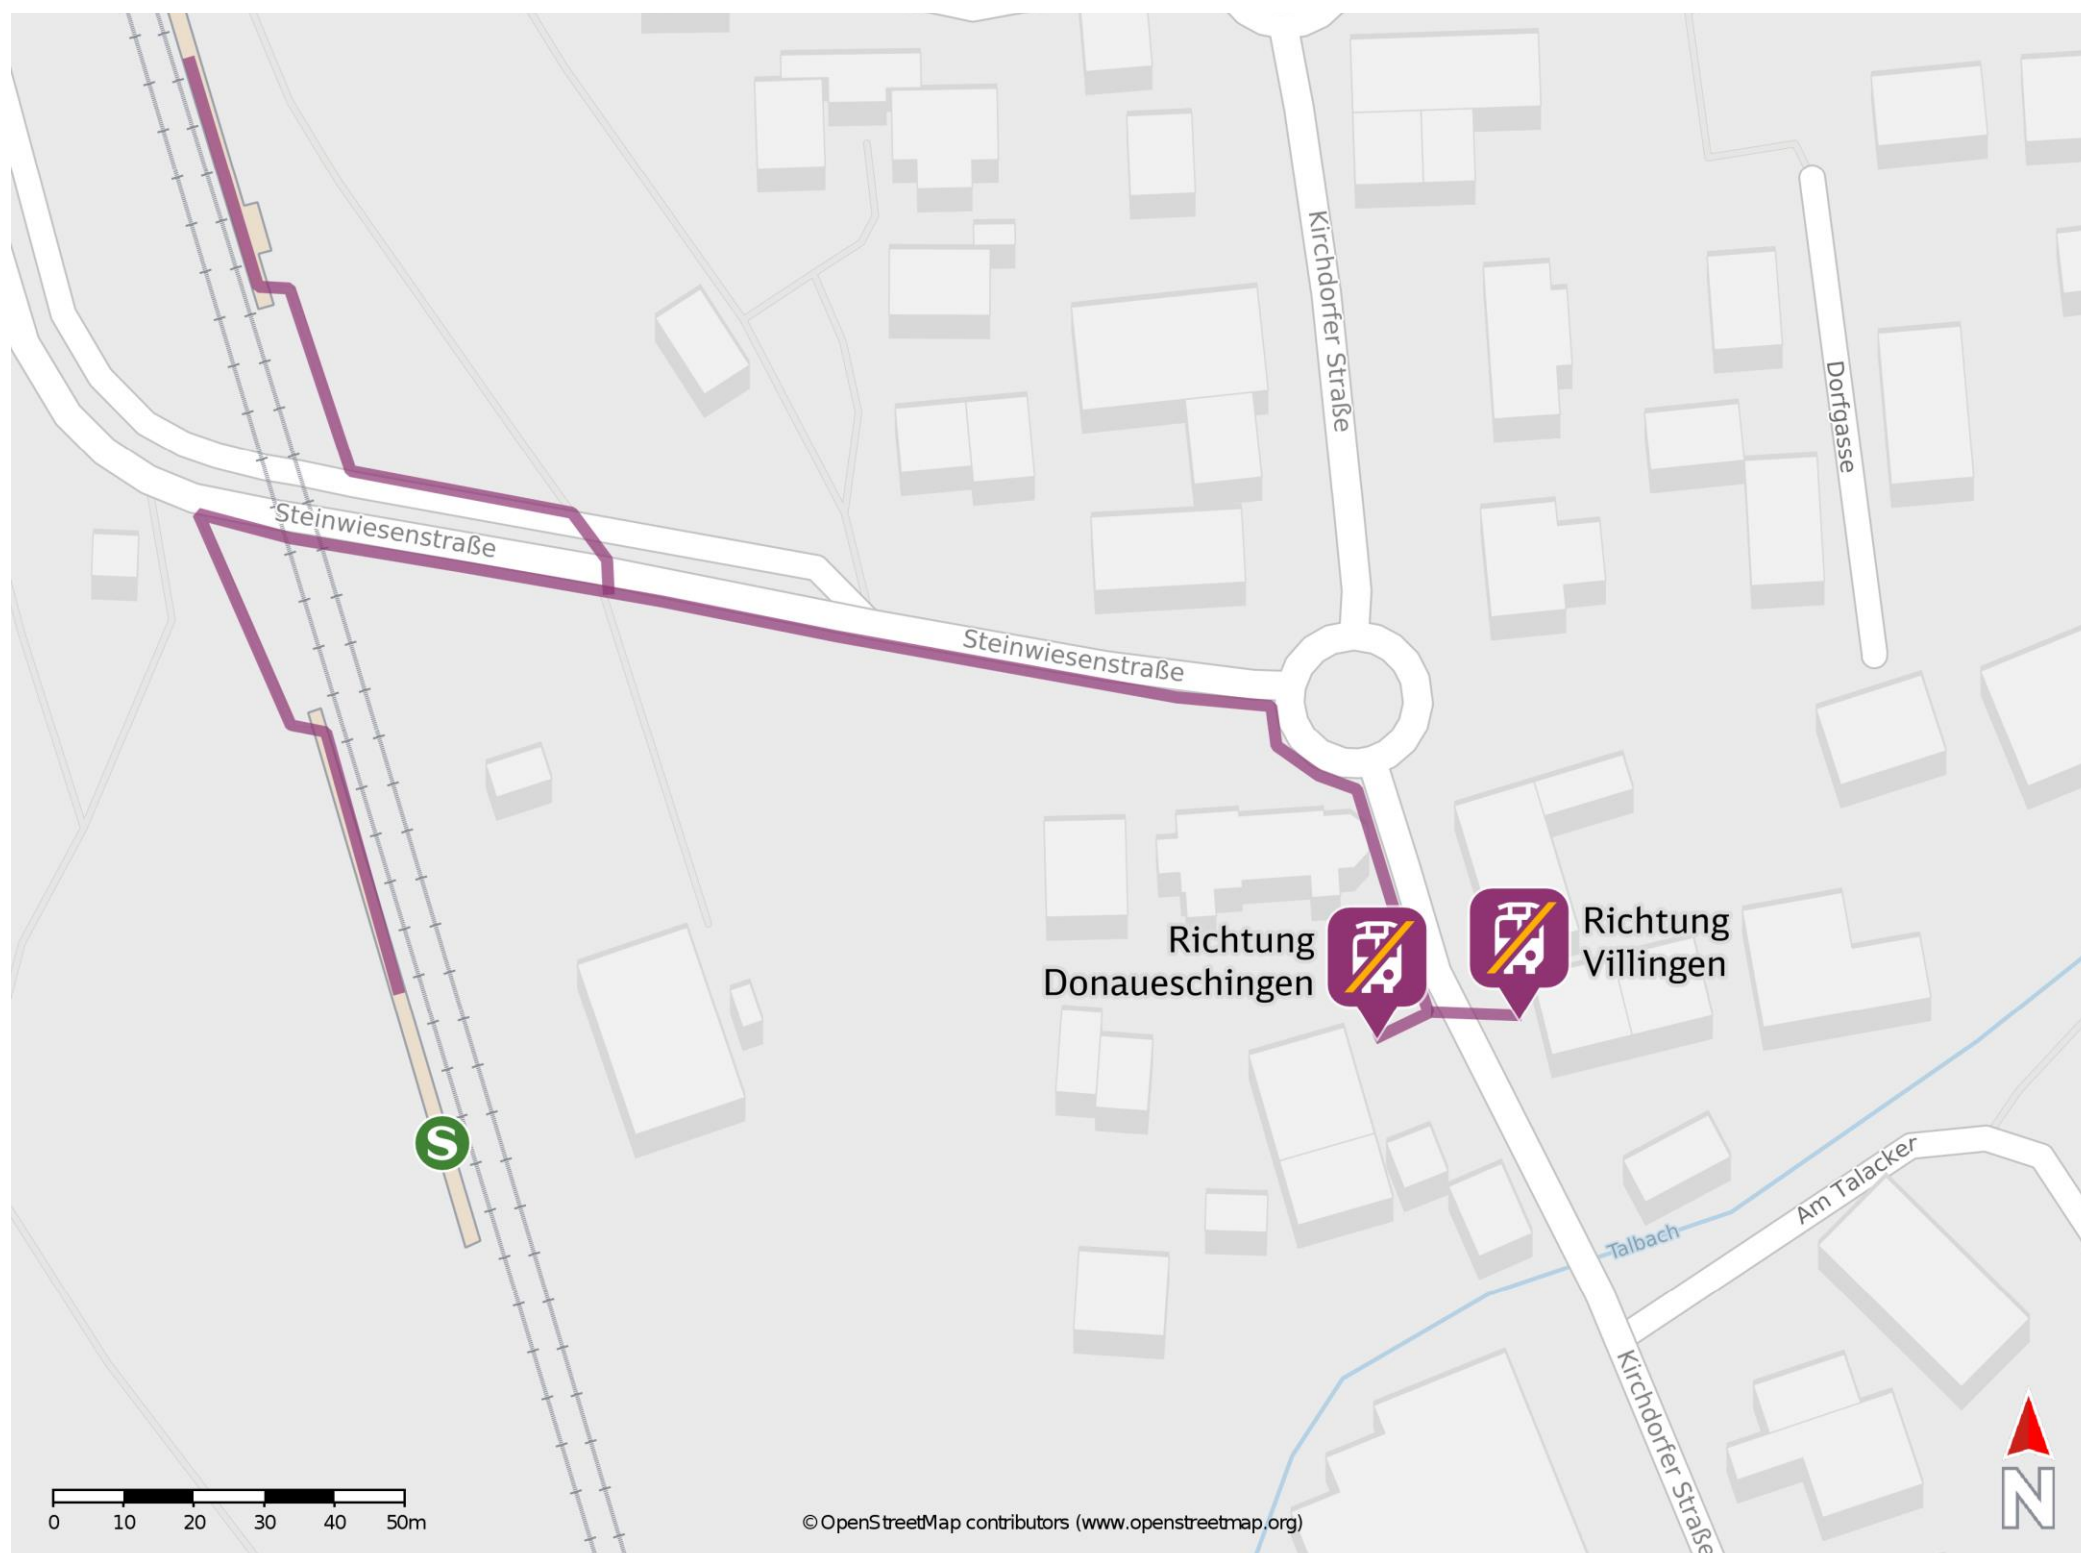 Kirchdorfer Straße
Dorfgasse
Steinwiesenstraße
Steinwiesenstraße
Richtung
Donaueschingen
Richtung
Villingen
S
Am Talacker
Talbach
Kirchdorfer Straße
0 10 20 30 40 50m
© OpenStreetMap contributors (www.openstreetmap.org)
N